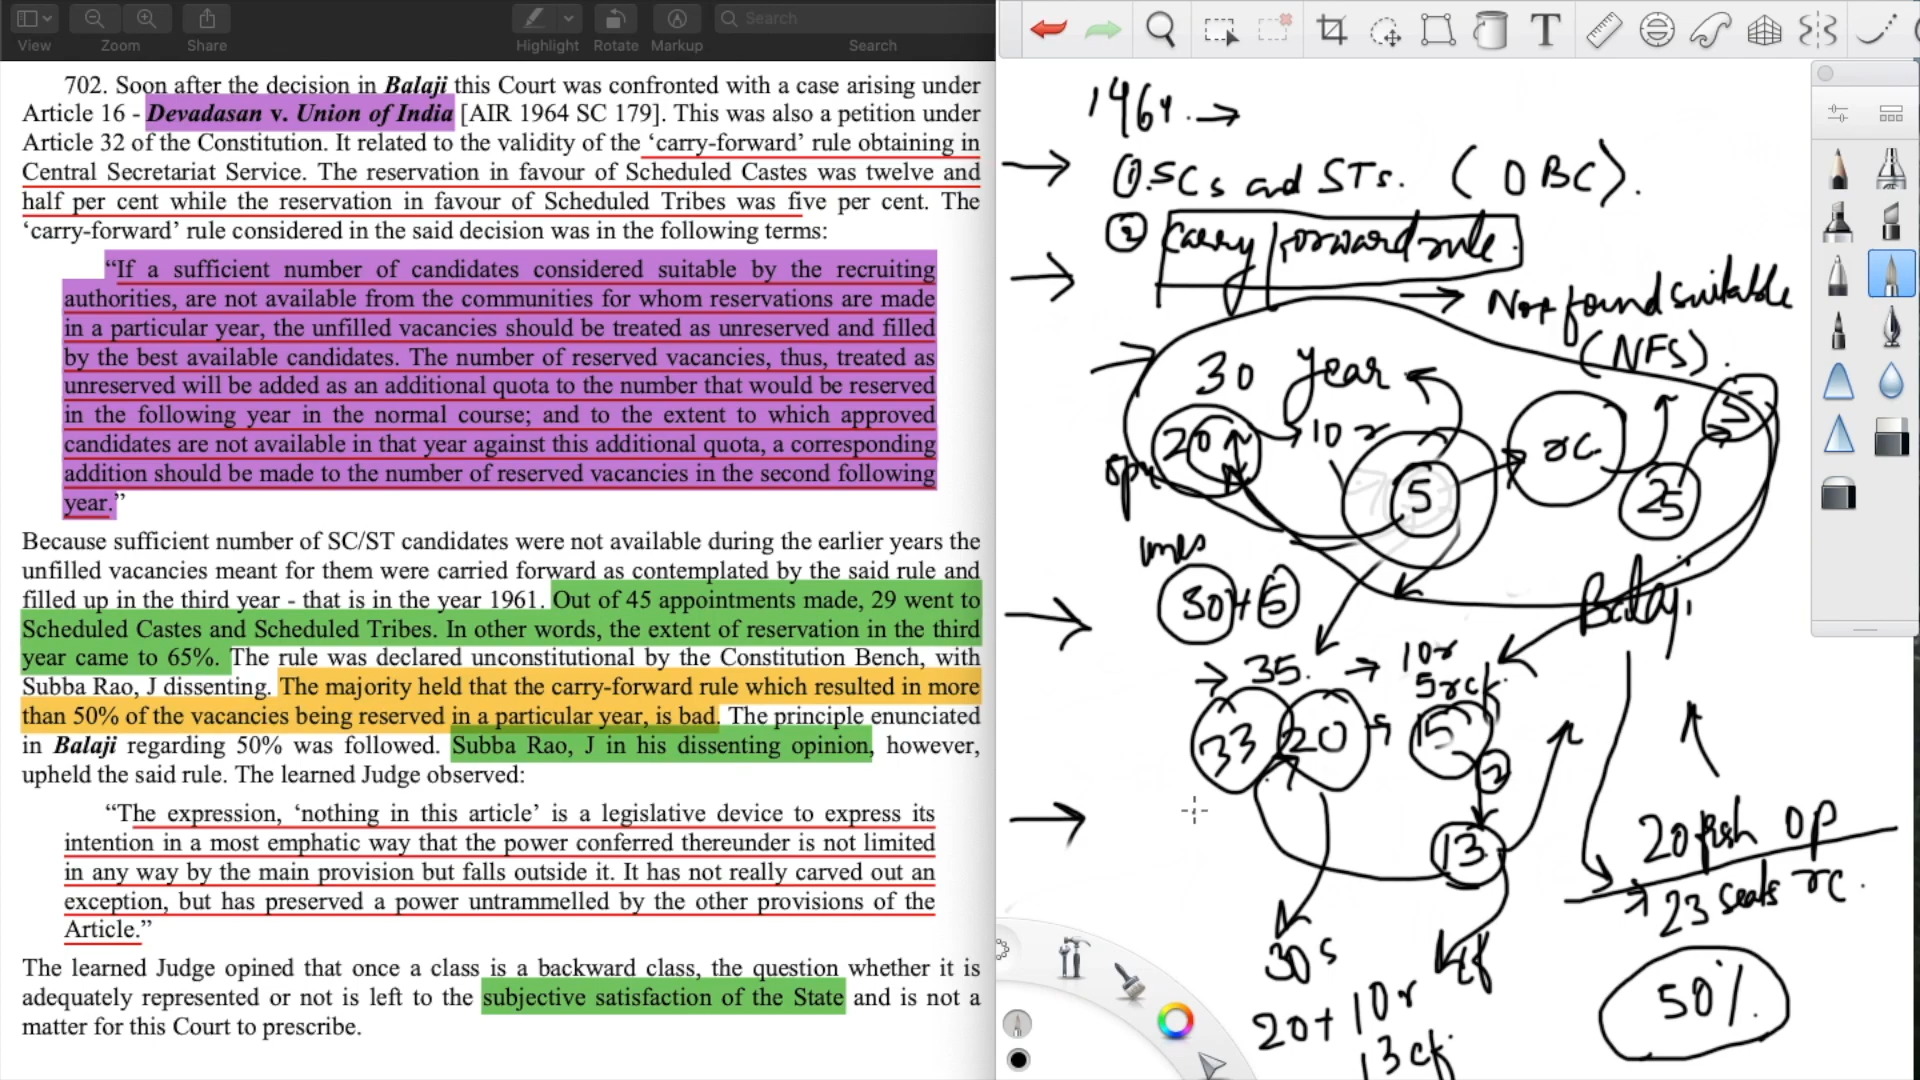 View
Zoom
Share
Highlight
Rotate
Markup
Search
Search
702. Soon after the decision in Balaji this Court was confronted with a case arising under
Article 16 - Devadasan v. Union of India [AIR 1964 SC 179]. This was also a petition under
Article 32 of the Constitution. It related to the validity of the ‘carry-forward’ rule obtaining in
Central Secretariat Service. The reservation in favour of Scheduled Castes was twelve and
half per cent while the reservation in favour of Scheduled Tribes was five per cent. The
‘carry-forward’ rule considered in the said decision was in the following terms:
“If a sufficient number of candidates considered suitable by the recruiting
authorities, are not available from the communities for whom reservations are made
in a particular year, the unfilled vacancies should be treated as unreserved and filled
by the best available candidates. The number of reserved vacancies, thus, treated as
unreserved will be added as an additional quota to the number that would be reserved
in the following year in the normal course; and to the extent to which approved
candidates are not available in that year against this additional quota, a corresponding
addition should be made to the number of reserved vacancies in the second following
year.”
Because sufficient number of SC/ST candidates were not available during the earlier years the
unfilled vacancies meant for them were carried forward as contemplated by the said rule and
filled up in the third year - that is in the year 1961. Out of 45 appointments made, 29 went to
Scheduled Castes and Scheduled Tribes. In other words, the extent of reservation in the third
year came to 65%. The rule was declared unconstitutional by the Constitution Bench, with
Subba Rao, J dissenting. The majority held that the carry-forward rule which resulted in more
than 50% of the vacancies being reserved in a particular year, is bad. The principle enunciated
in Balaji regarding 50% was followed. Subba Rao, J in his dissenting opinion, however,
upheld the said rule. The learned Judge observed:
“The expression, ‘nothing in this article’ is a legislative device to express its
intention in a most emphatic way that the power conferred thereunder is not limited
in any way by the main provision but falls outside it. It has not really carved out an
exception, but has preserved a power untrammelled by the other provisions of the
Article.”
The learned Judge opined that once a class is a backward class, the question whether it is
adequately represented or not is left to the subjective satisfaction of the State and is not a
matter for this Court to prescribe.
1964. →
① SCs and STs. (OBC).
② Carry forward rule.
→ Not found suitable
(NFS).
30 year
20 → 10 r
5
rc
25
5
30+5
Balaji
→ 35. → 10r
33 20 → 15
2
13
20 fish op
→ 23 seats rc.
30s
20+ 10r
13 cf
50%